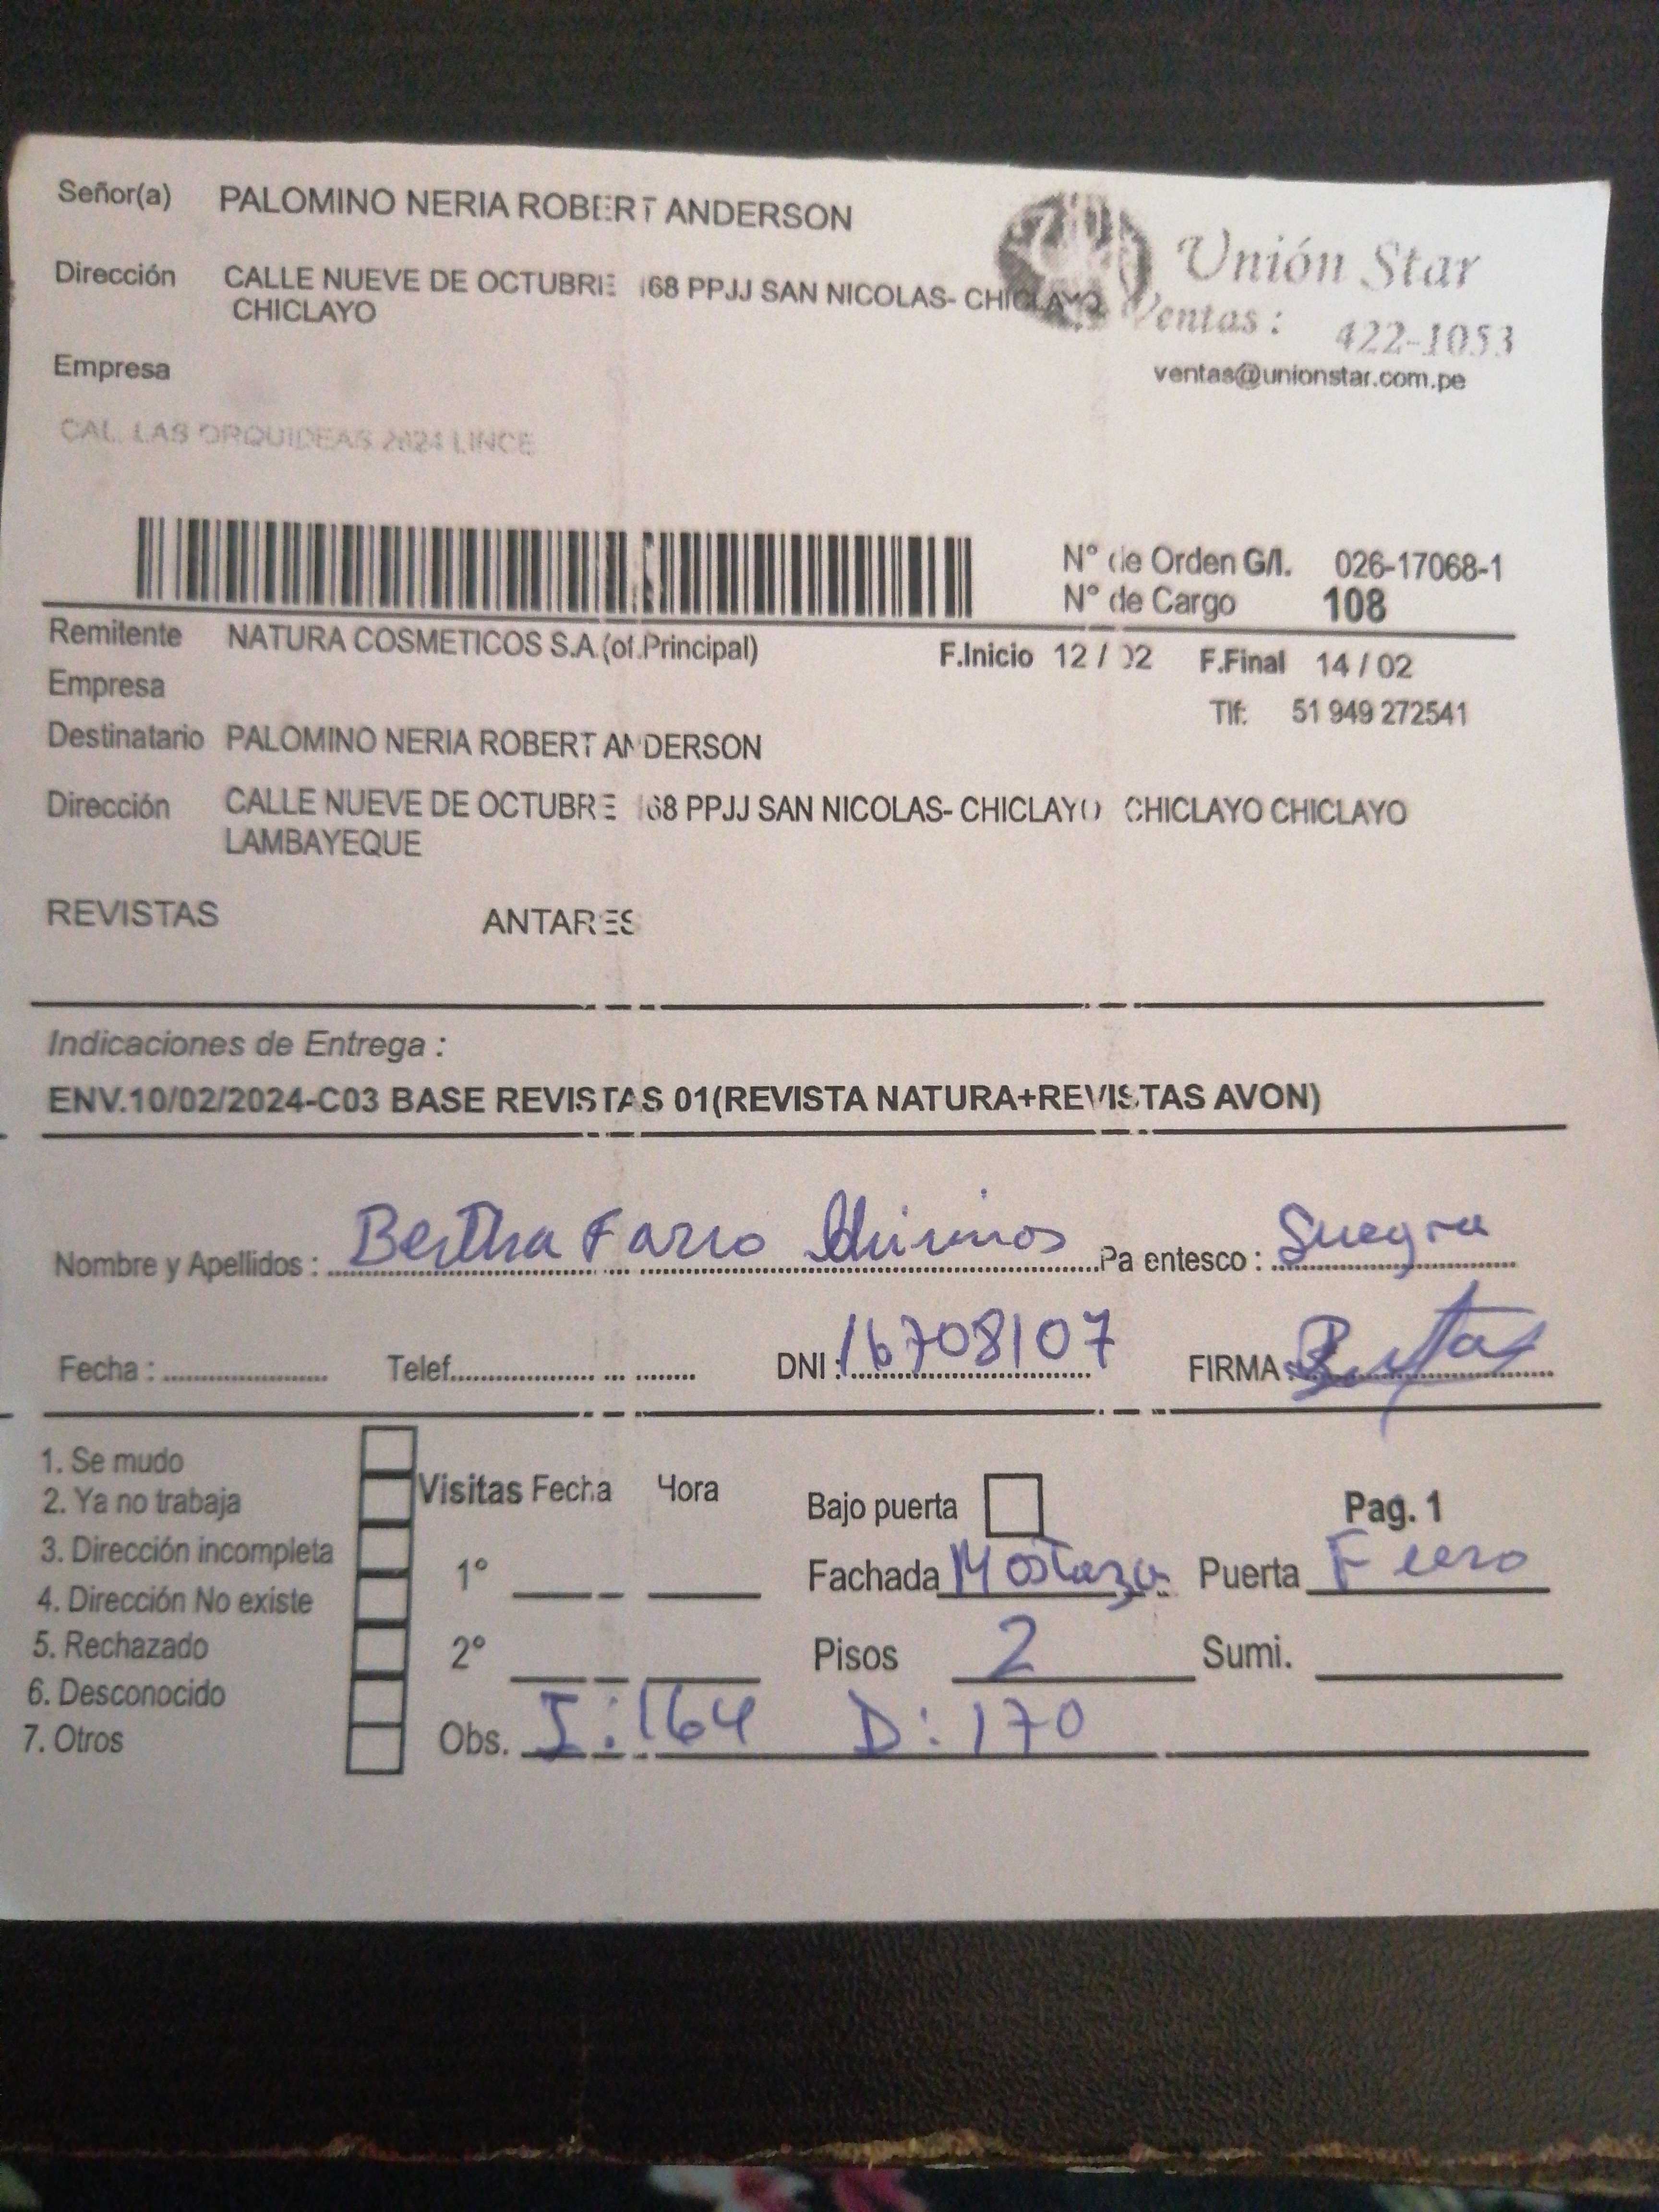 Señor(a) PALOMINO NERIA ROBERT ANDERSON
Unión Star
Dirección CALLE NUEVE DE OCTUBRE 168 PPJJ SAN NICOLAS- CHICLAYO
CHICLAYO
Ventas : 422-1053
ventas@unionstar.com.pe
Empresa
CAL. LAS ORQUIDEAS 2624 LINCE
N° de Orden G/I. 026-17068-1
N° de Cargo 108
Remitente NATURA COSMETICOS S.A.(of.Principal) F.Inicio 12 / 02 F.Final 14 / 02
Empresa
Tlf: 51 949 272541
Destinatario PALOMINO NERIA ROBERT ANDERSON
Dirección CALLE NUEVE DE OCTUBRE 168 PPJJ SAN NICOLAS- CHICLAYO CHICLAYO CHICLAYO
LAMBAYEQUE
REVISTAS ANTARES
Indicaciones de Entrega :
ENV.10/02/2024-C03 BASE REVISTAS 01(REVISTA NATURA+REVISTAS AVON)
Nombre y Apellidos : Bertha Farro Parentesco : Suegra
Fecha : Telef. DNI : 16708107 FIRMA
1. Se mudo
2. Ya no trabaja
3. Dirección incompleta
4. Dirección No existe
5. Rechazado
6. Desconocido
7. Otros
Visitas Fecha Hora
1°
2°
Bajo puerta Pag. 1
Fachada Mostaza Puerta Fierro
Pisos 2 Sumi.
Obs. I: 164 D: 170